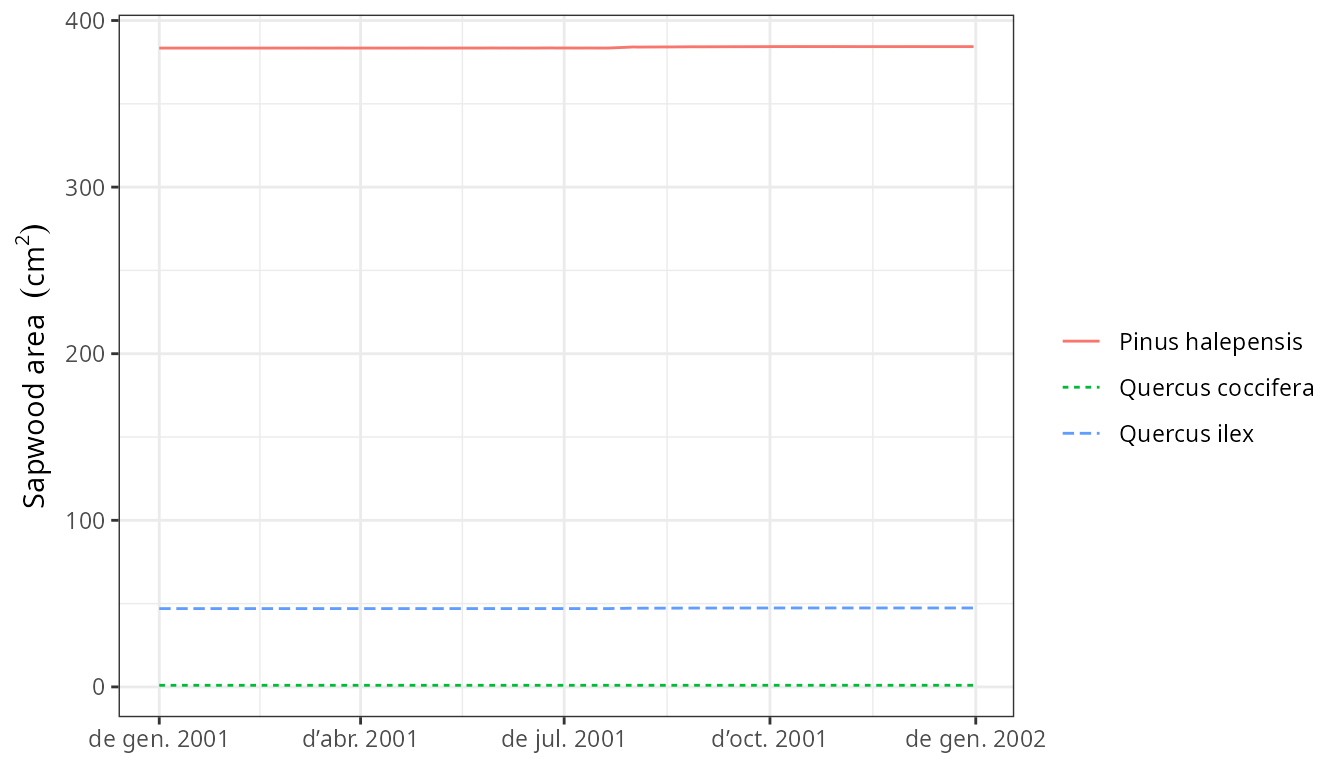 400
300
200
100
0
Sapwood area (cm²)
de gen. 2001
d’abr. 2001
de jul. 2001
d’oct. 2001
de gen. 2002
Pinus halepensis
Quercus coccifera
Quercus ilex